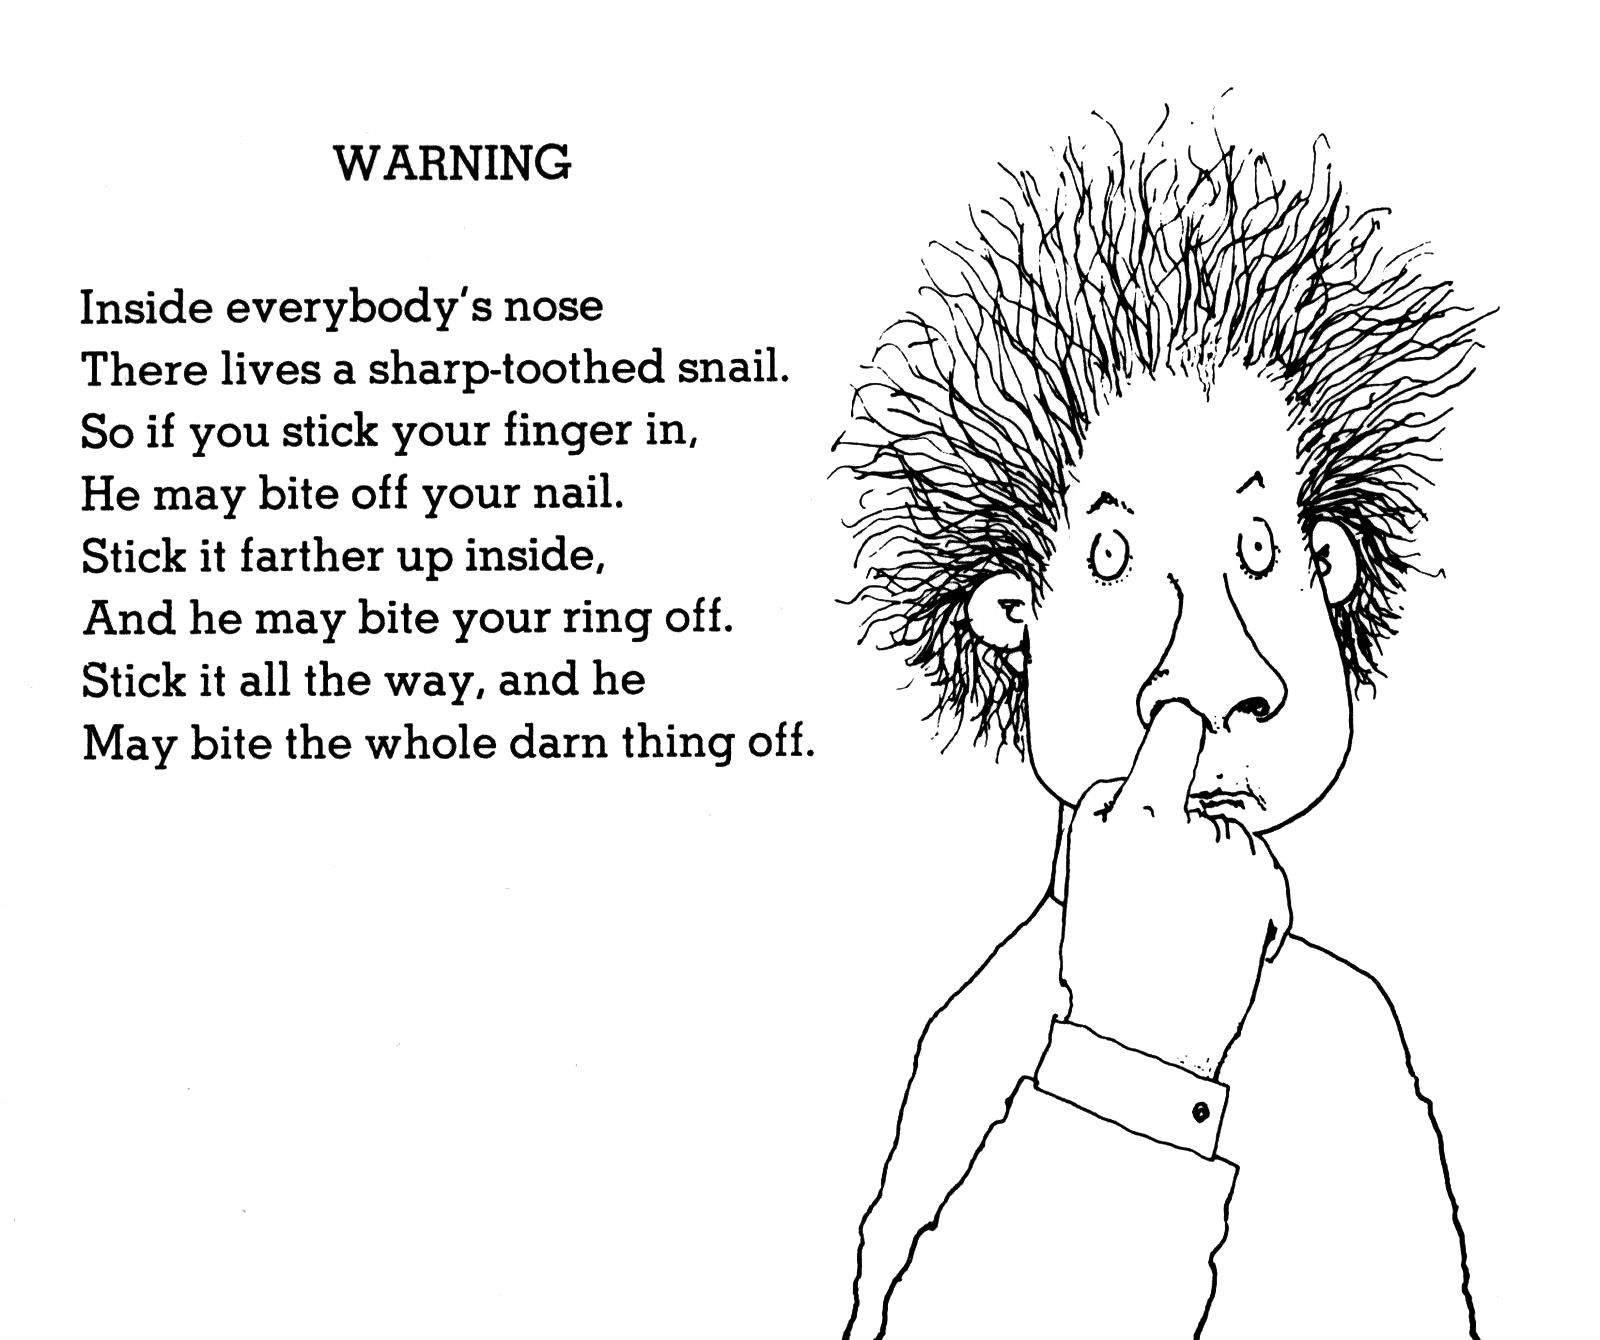 WARNING
Inside everybody's nose
There lives a sharp-toothed snail.
So if you stick your finger in,
He may bite off your nail.
Stick it farther up inside,
And he may bite your ring off.
Stick it all the way, and he
May bite the whole darn thing off.